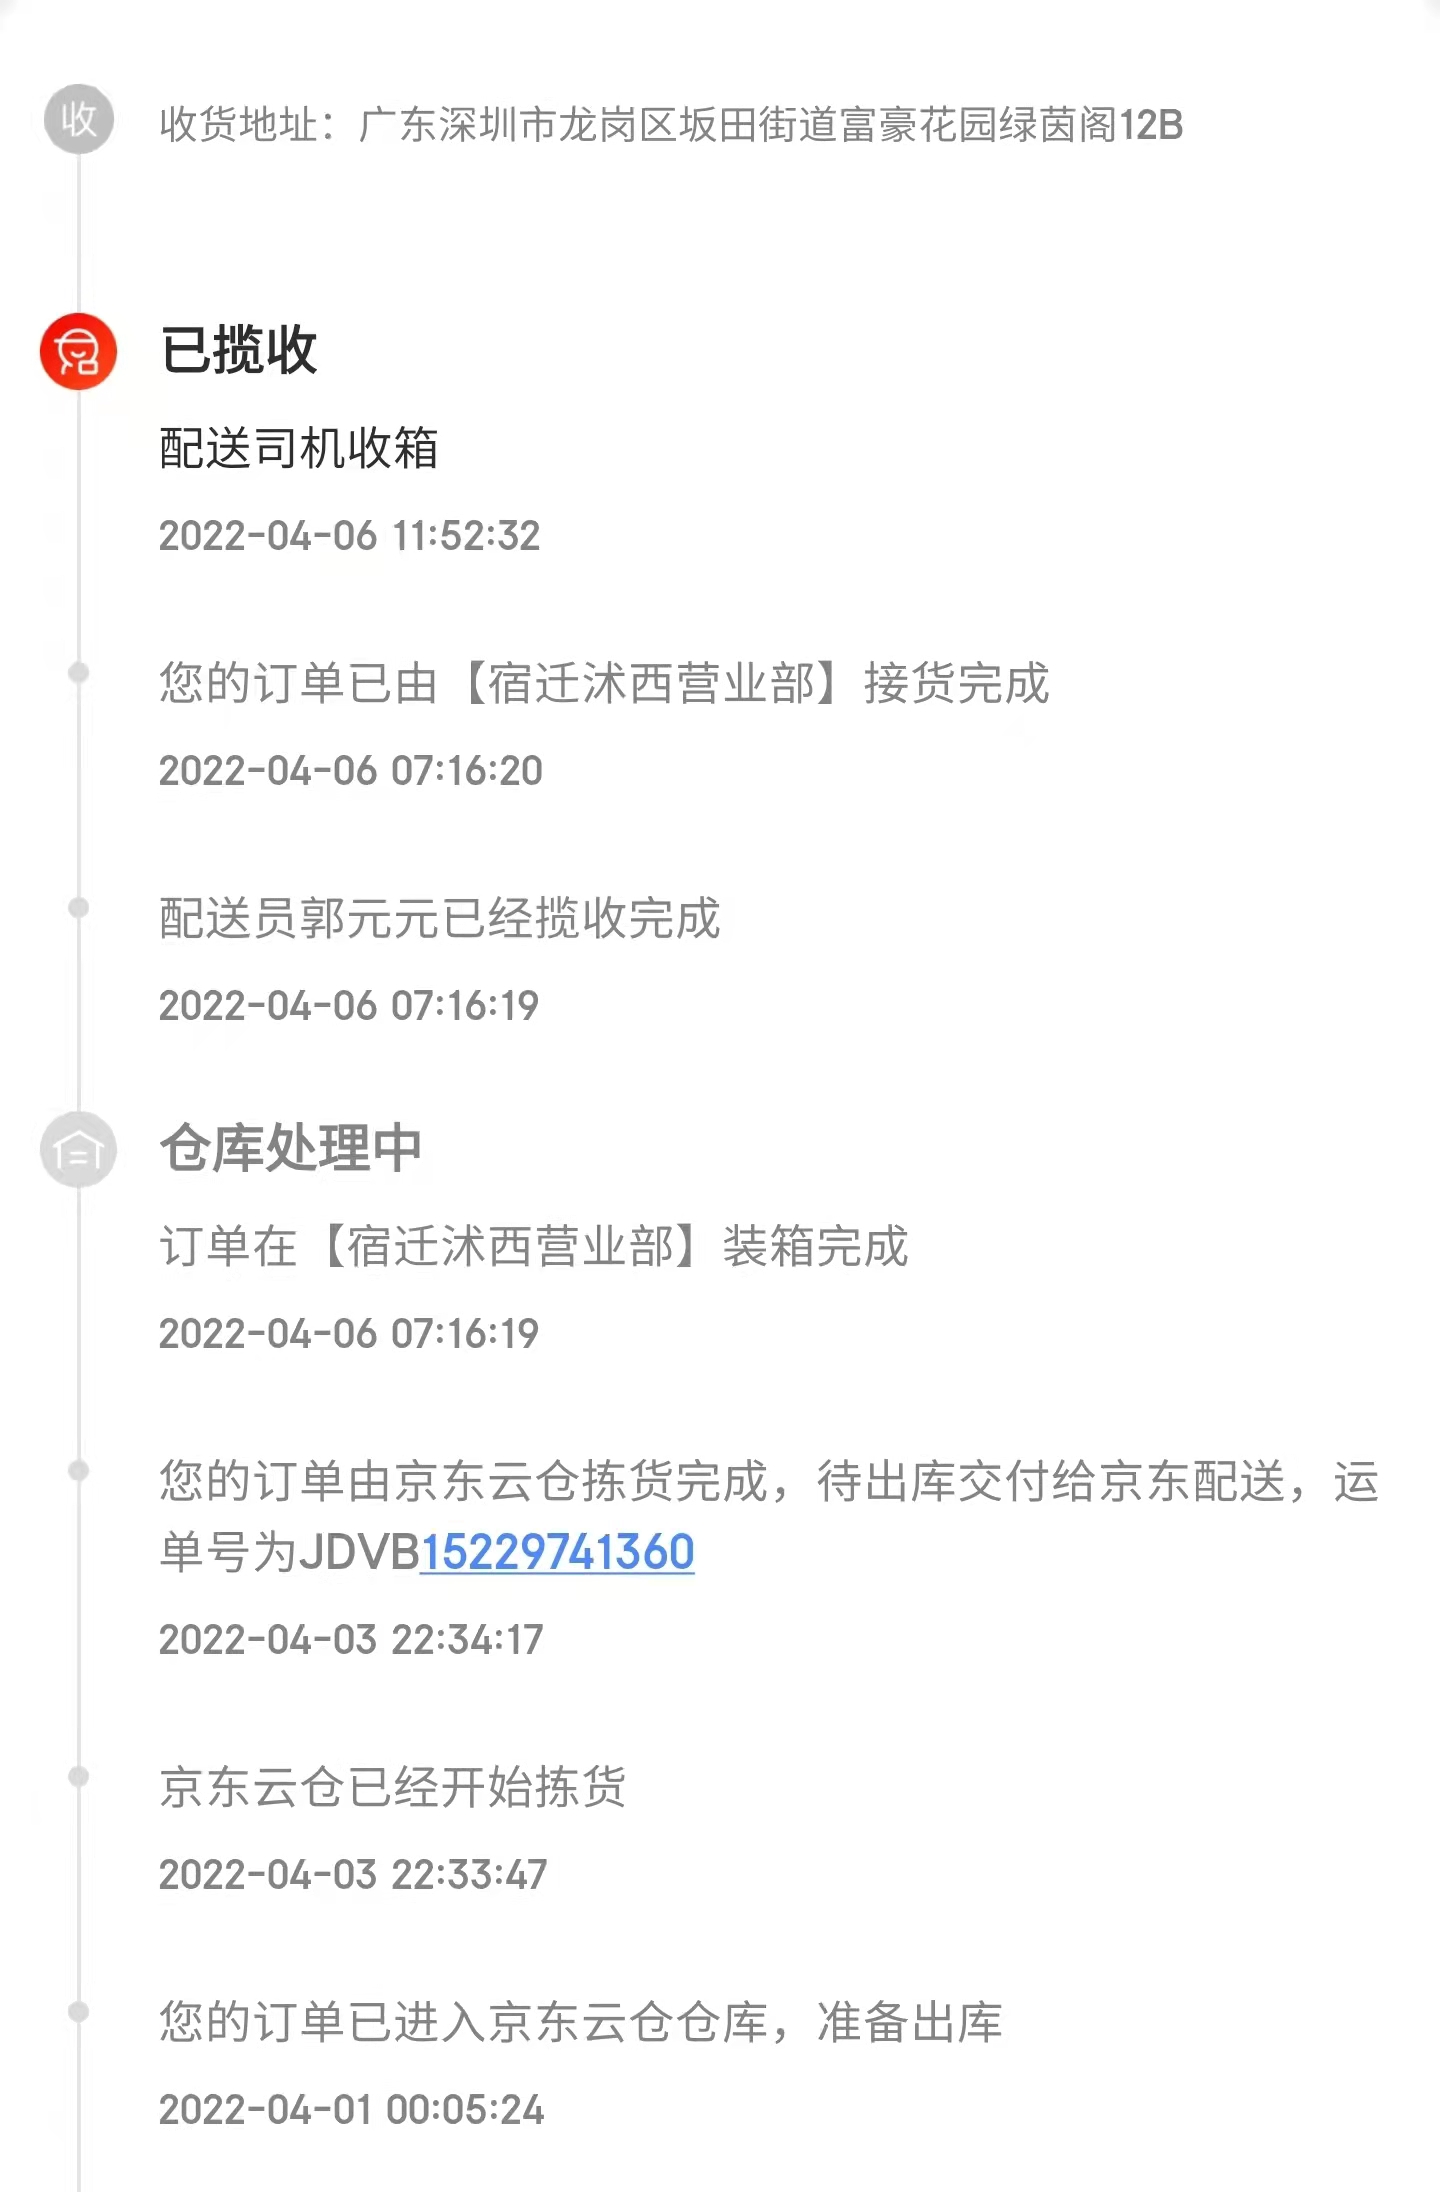 收
收货地址：广东深圳市龙岗区坂田街道富豪花园绿茵阁12B
已揽收
配送司机收箱
2022-04-06 11:52:32
您的订单已由【宿迁沭西营业部】接货完成
2022-04-06 07:16:20
配送员郭元元已经揽收完成
2022-04-06 07:16:19
仓库处理中
订单在【宿迁沭西营业部】装箱完成
2022-04-06 07:16:19
您的订单由京东云仓拣货完成，待出库交付给京东配送，运
单号为JDVB15229741360
2022-04-03 22:34:17
京东云仓已经开始拣货
2022-04-03 22:33:47
您的订单已进入京东云仓仓库，准备出库
2022-04-01 00:05:24